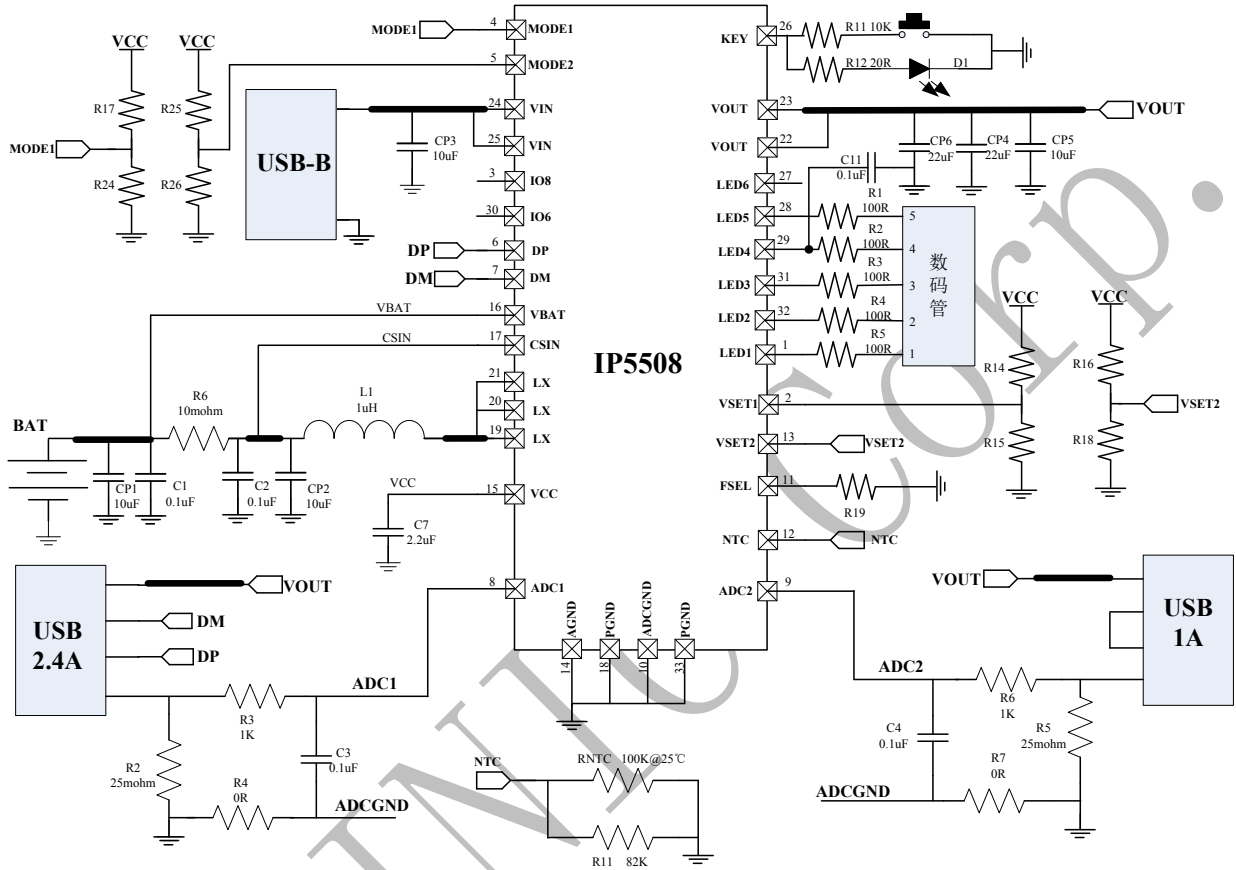 MODE1
4
MODE1
VCC
VCC
5
MODE2
R17
R25
MODE1
R24
R26
USB-B
24
VIN
25
VIN
CP3
10uF
3
IO8
30
IO6
DP
6
DP
DM
7
DM
VBAT
16
VBAT
CSIN
17
CSIN
21
LX
20
LX
19
LX
R6
10mohm
L1
1uH
BAT
CP1
10uF
C1
0.1uF
C2
0.1uF
CP2
10uF
VCC
15
VCC
C7
2.2uF
8
ADC1
IP5508
KEY
26
R11 10K
R12 20R
D1
VOUT
23
VOUT
VOUT
22
CP6
22uF
CP4
22uF
CP5
10uF
C11
0.1uF
LED6
27
LED5
28
R1
100R
5
LED4
29
R2
100R
4
LED3
31
R3
100R
3
LED2
32
R4
100R
2
LED1
1
R5
100R
1
数码管
VCC
VCC
R14
R16
VSET1
2
VSET2
R15
R18
VSET2
13
VSET2
FSEL
11
R19
NTC
12
NTC
ADC2
9
AGND
PGND
ADCGND
PGND
14
18
10
33
USB
2.4A
VOUT
DM
DP
ADC1
R3
1K
R2
25mohm
C3
0.1uF
R4
0R
ADCGND
NTC
RNTC
100K@25℃
R11
82K
VOUT
USB
1A
ADC2
R6
1K
R5
25mohm
C4
0.1uF
R7
0R
ADCGND
INJOINIC Corp.